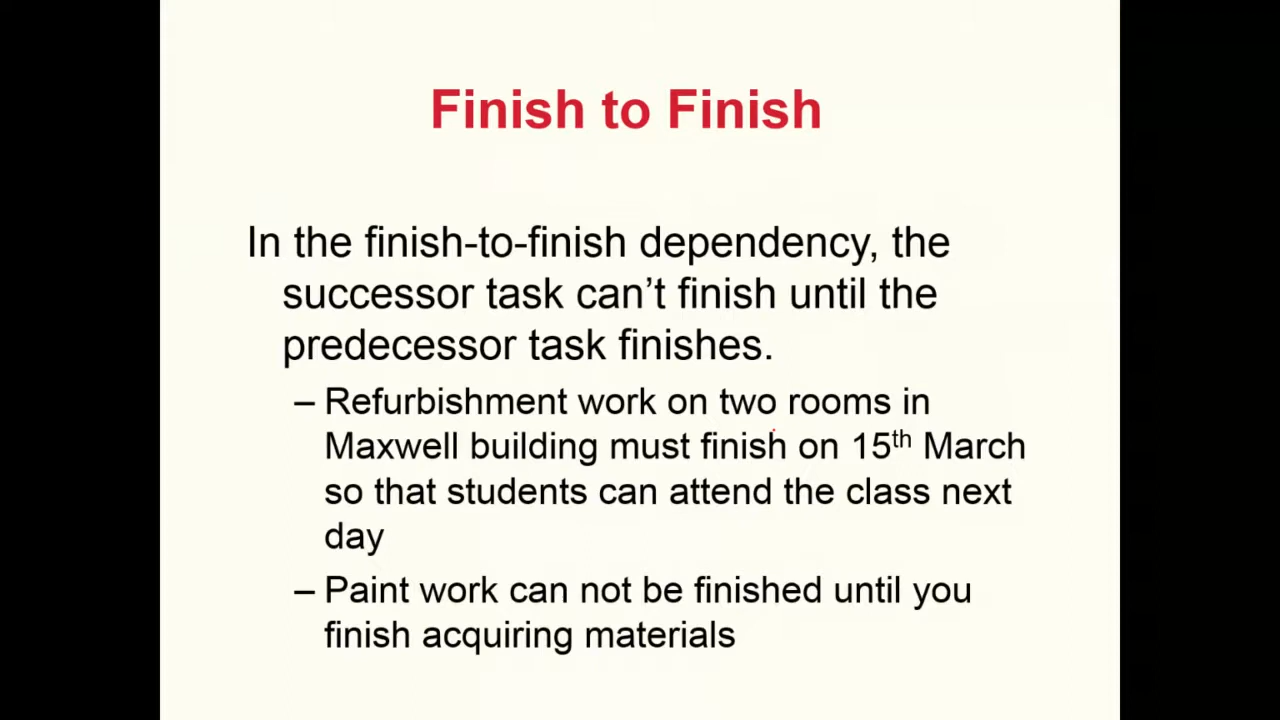 Finish to Finish
In the finish-to-finish dependency, the
successor task can’t finish until the
predecessor task finishes.
– Refurbishment work on two rooms in
Maxwell building must finish on 15th March
so that students can attend the class next
day
– Paint work can not be finished until you
finish acquiring materials